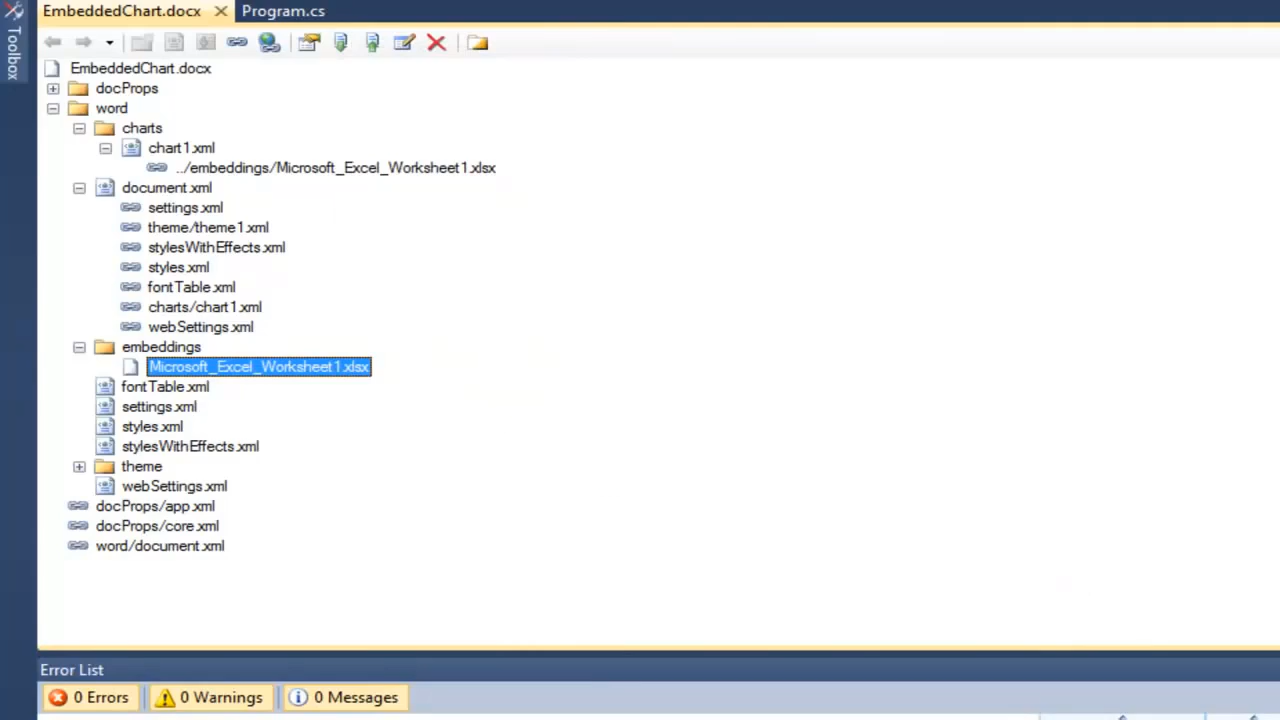 EmbeddedChart.docx Program.cs
Toolbox
EmbeddedChart.docx
docProps
word
charts
chart1.xml
../embeddings/Microsoft_Excel_Worksheet1.xlsx
document.xml
settings.xml
theme/theme1.xml
stylesWithEffects.xml
styles.xml
fontTable.xml
charts/chart1.xml
webSettings.xml
embeddings
Microsoft_Excel_Worksheet1.xlsx
fontTable.xml
settings.xml
styles.xml
stylesWithEffects.xml
theme
webSettings.xml
docProps/app.xml
docProps/core.xml
word/document.xml
Error List
0 Errors 0 Warnings 0 Messages